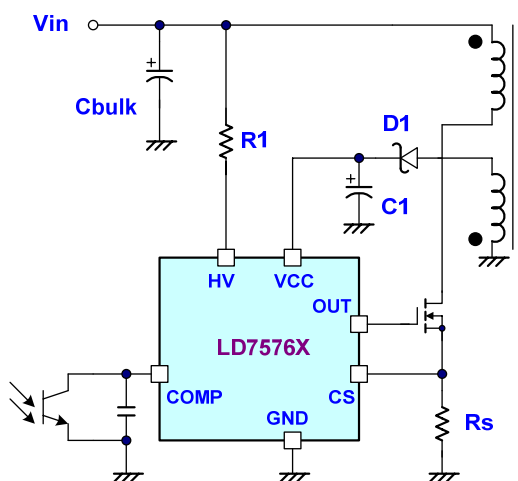 Vin
Cbulk
R1
D1
C1
HV
VCC
OUT
LD7576X
COMP
CS
GND
Rs